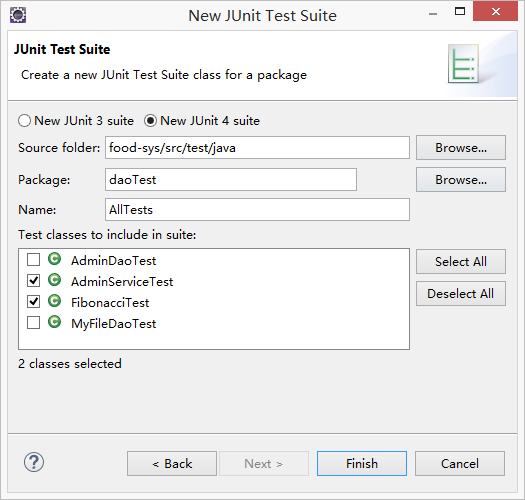 New JUnit Test Suite
JUnit Test Suite
Create a new JUnit Test Suite class for a package
New JUnit 3 suite New JUnit 4 suite
Source folder: food-sys/src/test/java Browse...
Package: daoTest Browse...
Name: AllTests
Test classes to include in suite:
AdminDaoTest Select All
AdminServiceTest
FibonacciTest Deselect All
MyFileDaoTest
2 classes selected
? < Back Next > Finish Cancel